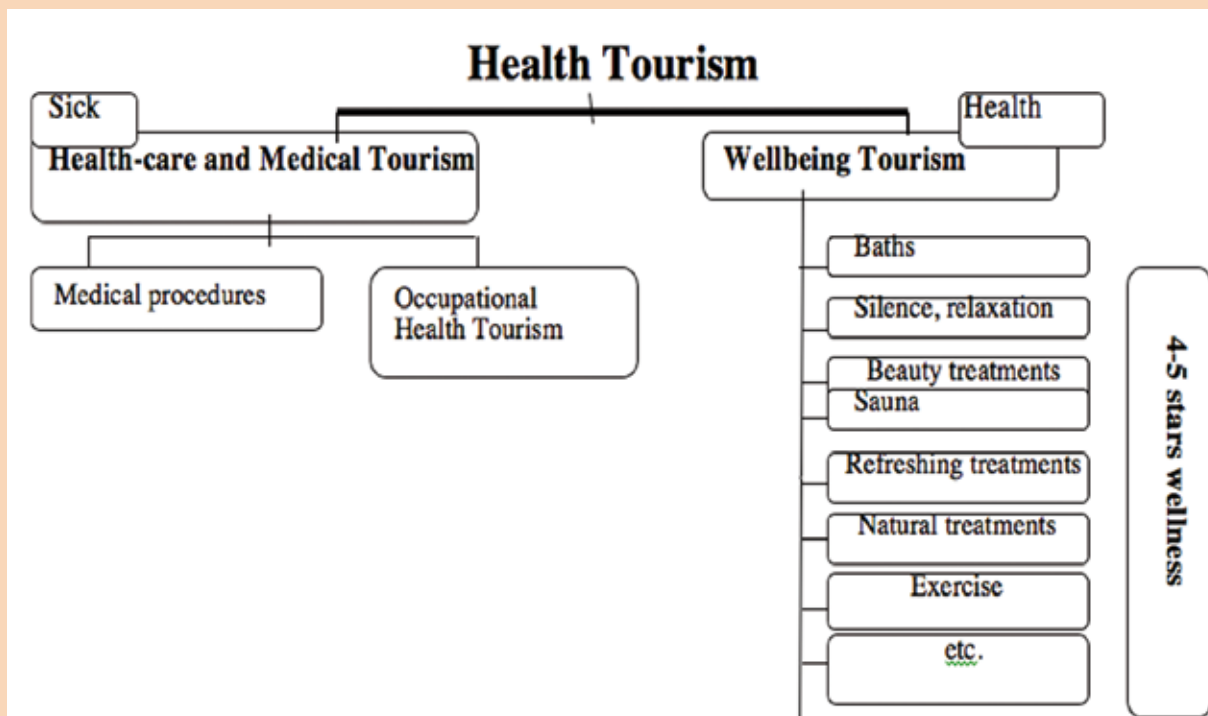 Health Tourism
Sick
Health
Health-care and Medical Tourism
Wellbeing Tourism
Medical procedures
Occupational
Health Tourism
Baths
Silence, relaxation
Beauty treatments
Sauna
Refreshing treatments
Natural treatments
Exercise
etc.
4-5 stars wellness